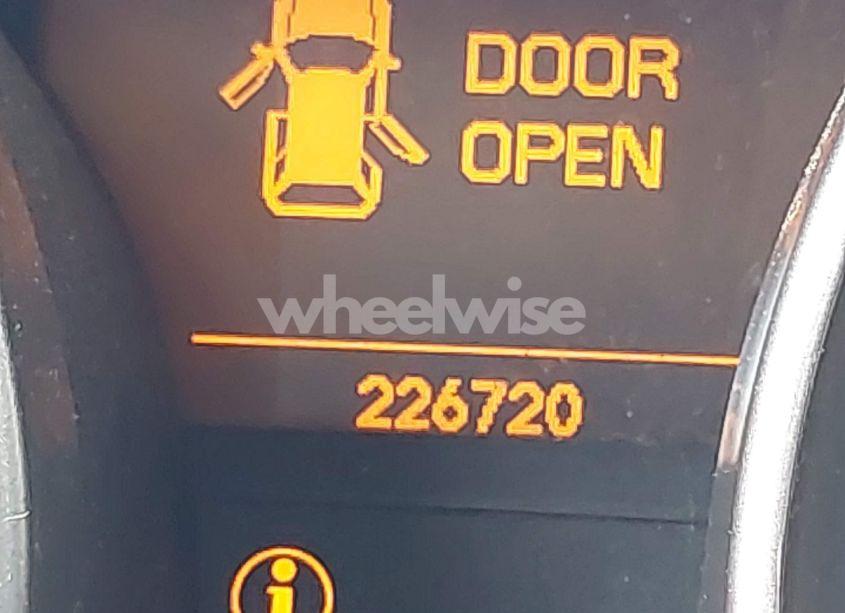 DOOR
OPEN
wheelwise
226720
i